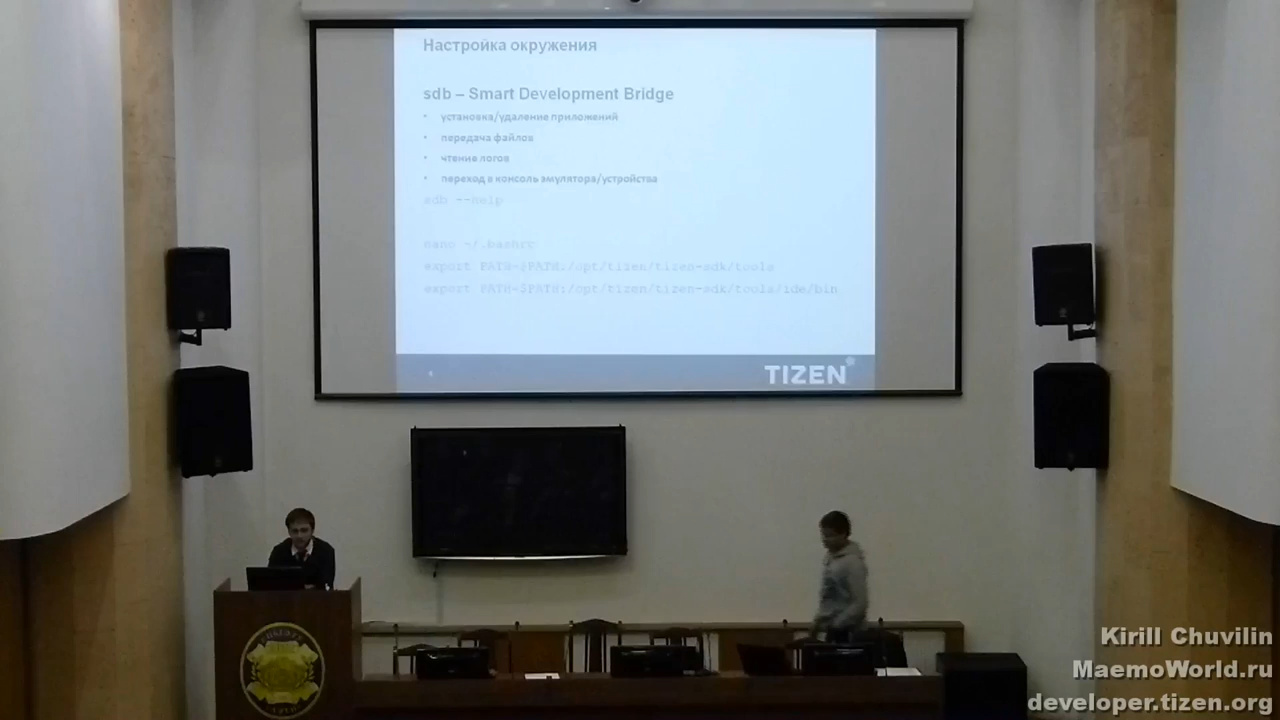 Настройка окружения
sdb – Smart Development Bridge
• установка/удаление приложений
• передача файлов
• чтение логов
• переход в консоль эмулятора/устройства
sdb --help
nano ~/.bashrc
export PATH=$PATH:/opt/tizen/tizen-sdk/tools
export PATH=$PATH:/opt/tizen/tizen-sdk/tools/ide/bin
TIZEN
Kirill Chuvilin
MaemoWorld.ru
developer.tizen.org